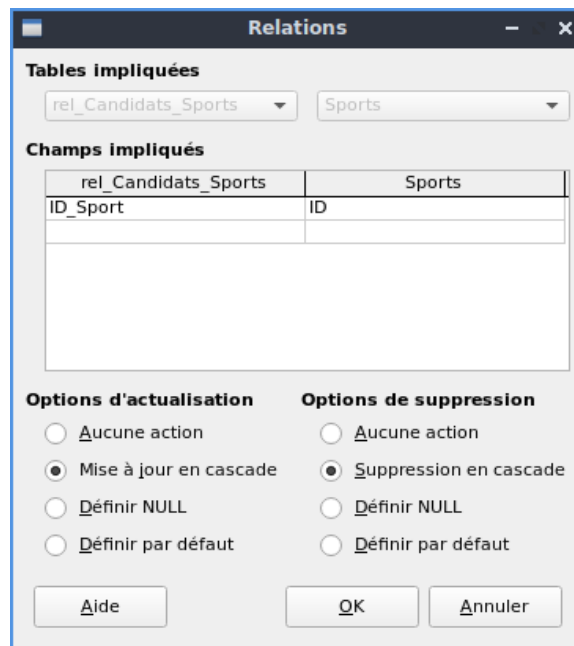 Relations
Tables impliquées
rel_Candidats_Sports Sports
Champs impliqués
rel_Candidats_Sports Sports
ID_Sport ID
Options d'actualisation Options de suppression
Aucune action Aucune action
Mise à jour en cascade Suppression en cascade
Définir NULL Définir NULL
Définir par défaut Définir par défaut
Aide OK Annuler